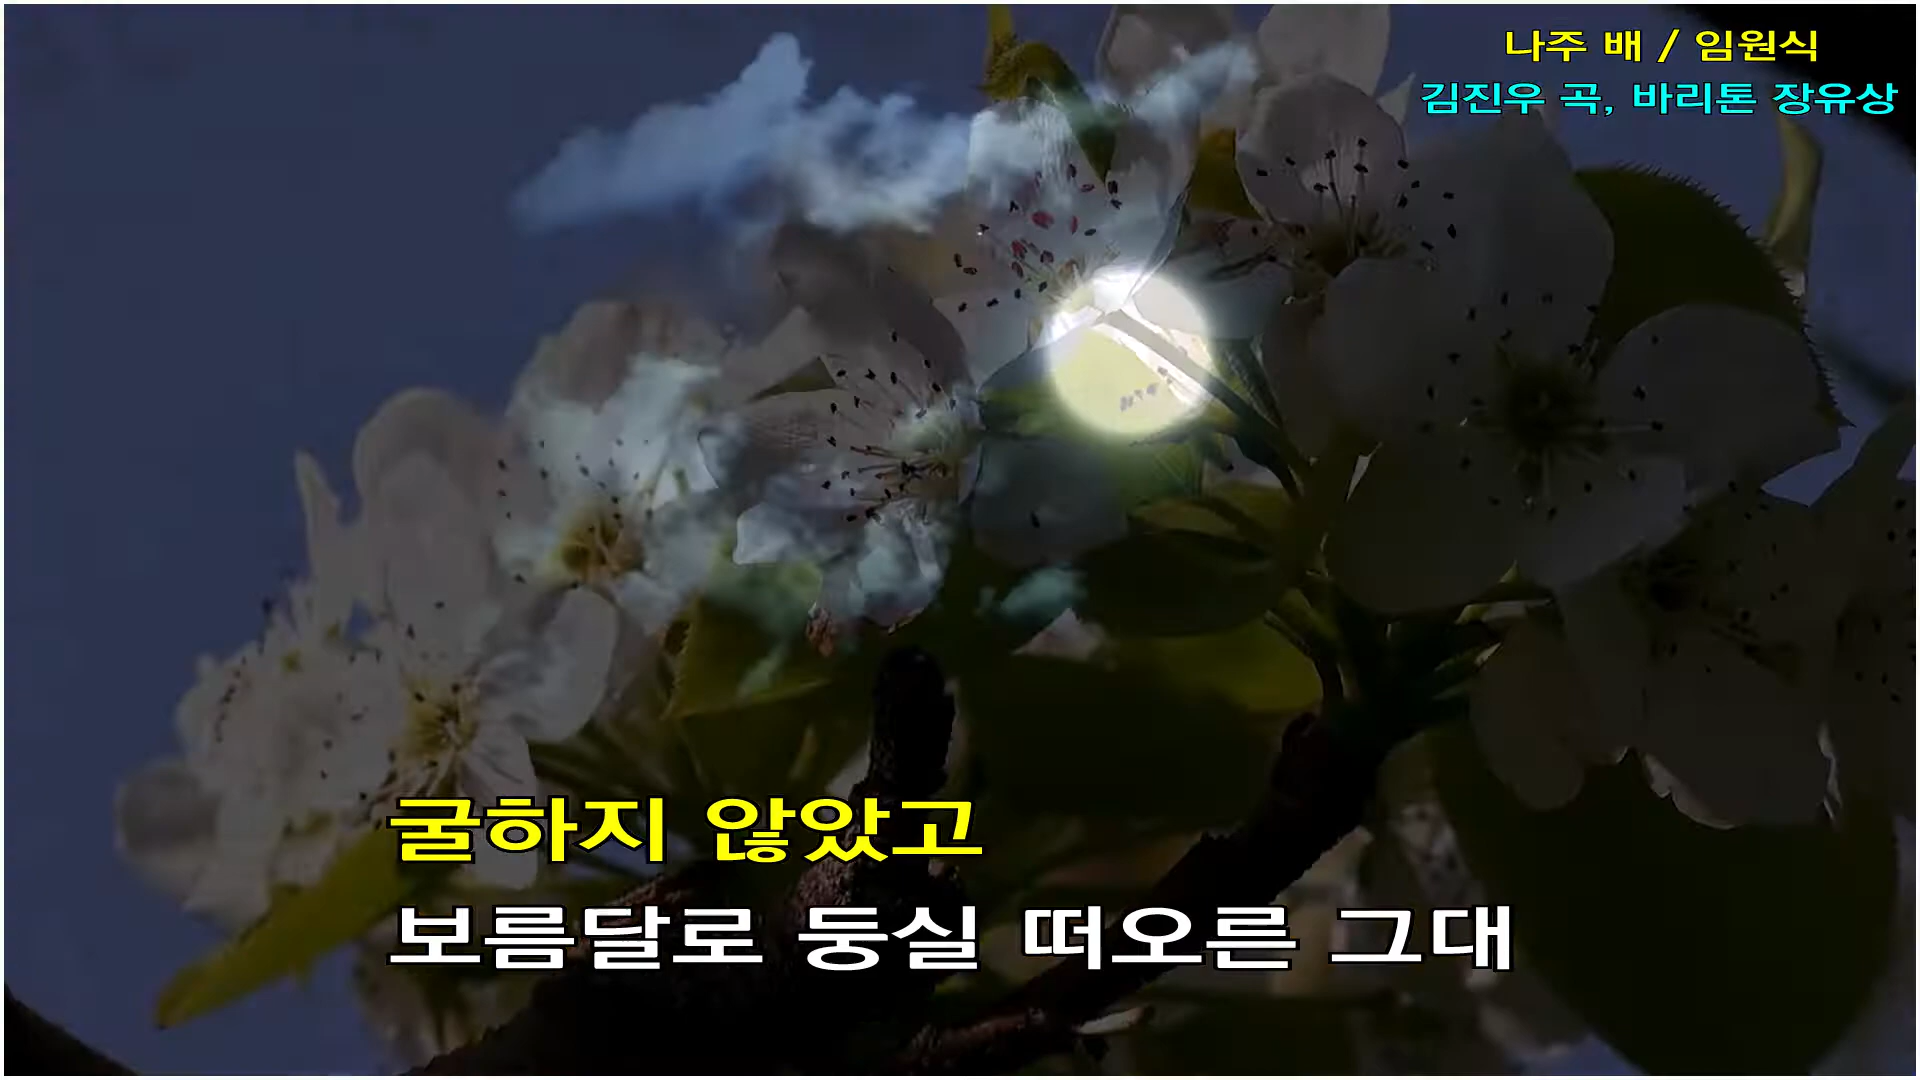 나주 배 / 임원식
김진우 곡, 바리톤 장유상
굴하지 않았고
보름달로 둥실 떠오른 그대